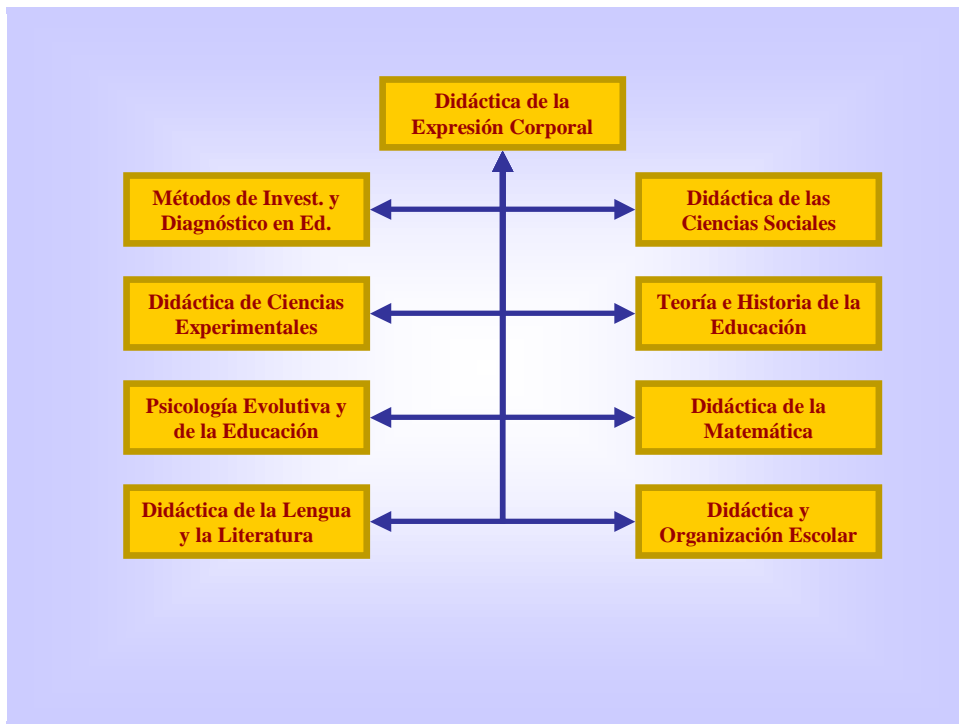 Didáctica de la
Expresión Corporal
Métodos de Invest. y
Diagnóstico en Ed.
Didáctica de las
Ciencias Sociales
Didáctica de Ciencias
Experimentales
Teoría e Historia de la
Educación
Psicología Evolutiva y
de la Educación
Didáctica de la
Matemática
Didáctica de la Lengua
y la Literatura
Didáctica y
Organización Escolar